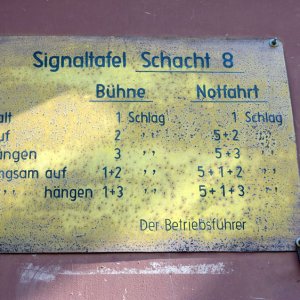 Signaltafel Schacht 8
Bühne Notfahrt
alt 1 Schlag 1 Schlag
uf 2 " 5+2 "
ängen 3 " 5+3 "
ngsam auf 1+2 " 5+1+2 "
" hängen 1+3 " 5+1+3 "
Der Betriebsführer